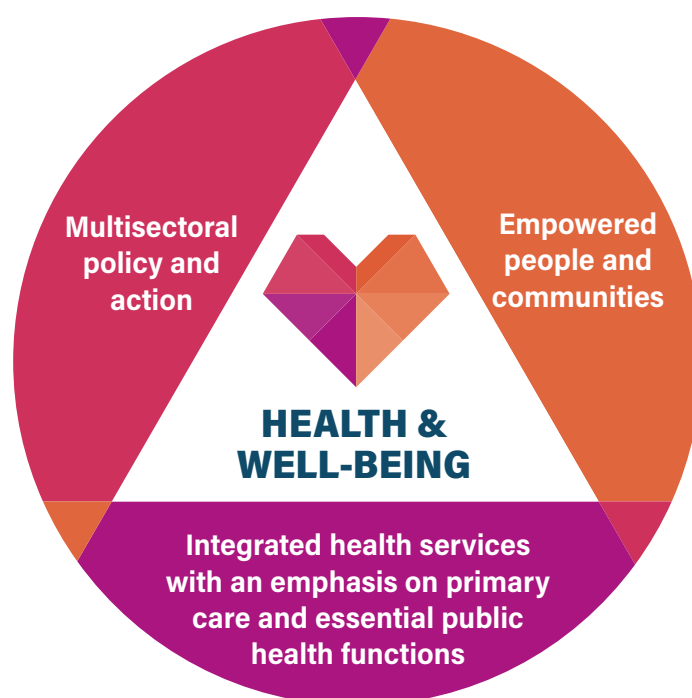 Multisectoral
policy and
action
Empowered
people and
communities
HEALTH &
WELL-BEING
Integrated health services
with an emphasis on primary
care and essential public
health functions